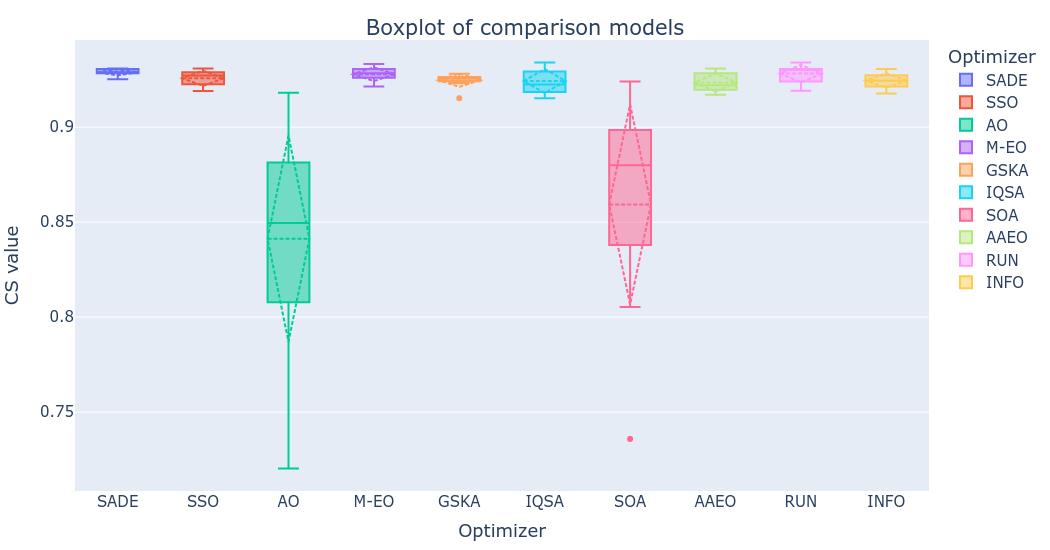 Boxplot of comparison models
CS value
0.9
0.85
0.8
0.75
SADE
SSO
AO
M-EO
GSKA
IQSA
SOA
AAEO
RUN
INFO
Optimizer
Optimizer
SADE
SSO
AO
M-EO
GSKA
IQSA
SOA
AAEO
RUN
INFO